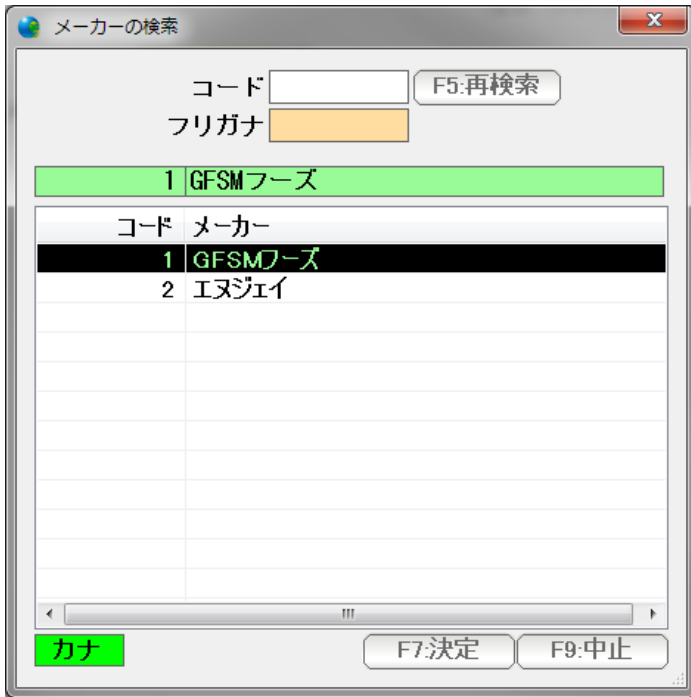 メーカーの検索
コード F5:再検索
フリガナ
1 GFSMフーズ
コード メーカー
1 GFSMフーズ
2 エヌジェイ
カナ F7:決定 F9:中止